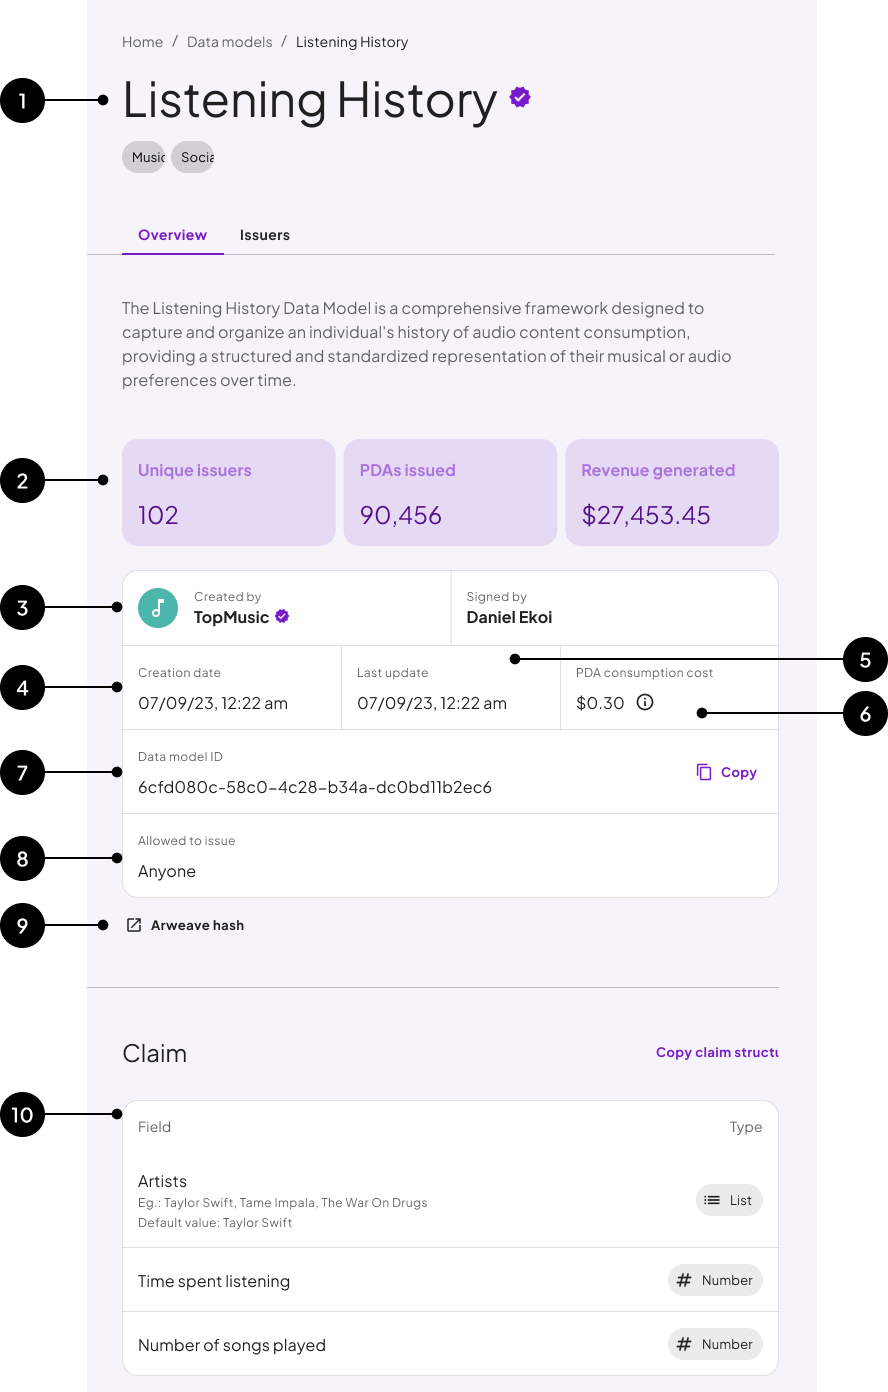 Home / Data models / Listening History
1
Listening History
Music Socia
Overview Issuers
The Listening History Data Model is a comprehensive framework designed to
capture and organize an individual's history of audio content consumption,
providing a structured and standardized representation of their musical or audio
preferences over time.
2
Unique issuers PDAs issued Revenue generated
102 90,456 $27,453.45
3
Created by Signed by
TopMusic Daniel Ekoi
4
5
Creation date Last update PDA consumption cost
07/09/23, 12:22 am 07/09/23, 12:22 am $0.30
6
7
Data model ID
6cfd080c-58c0-4c28-b34a-dc0bd11b2ec6 Copy
8
Allowed to issue
Anyone
9
Arweave hash
Claim Copy claim structu
10
Field Type
Artists
Eg.: Taylor Swift, Tame Impala, The War On Drugs
Default value: Taylor Swift
List
Time spent listening # Number
Number of songs played # Number